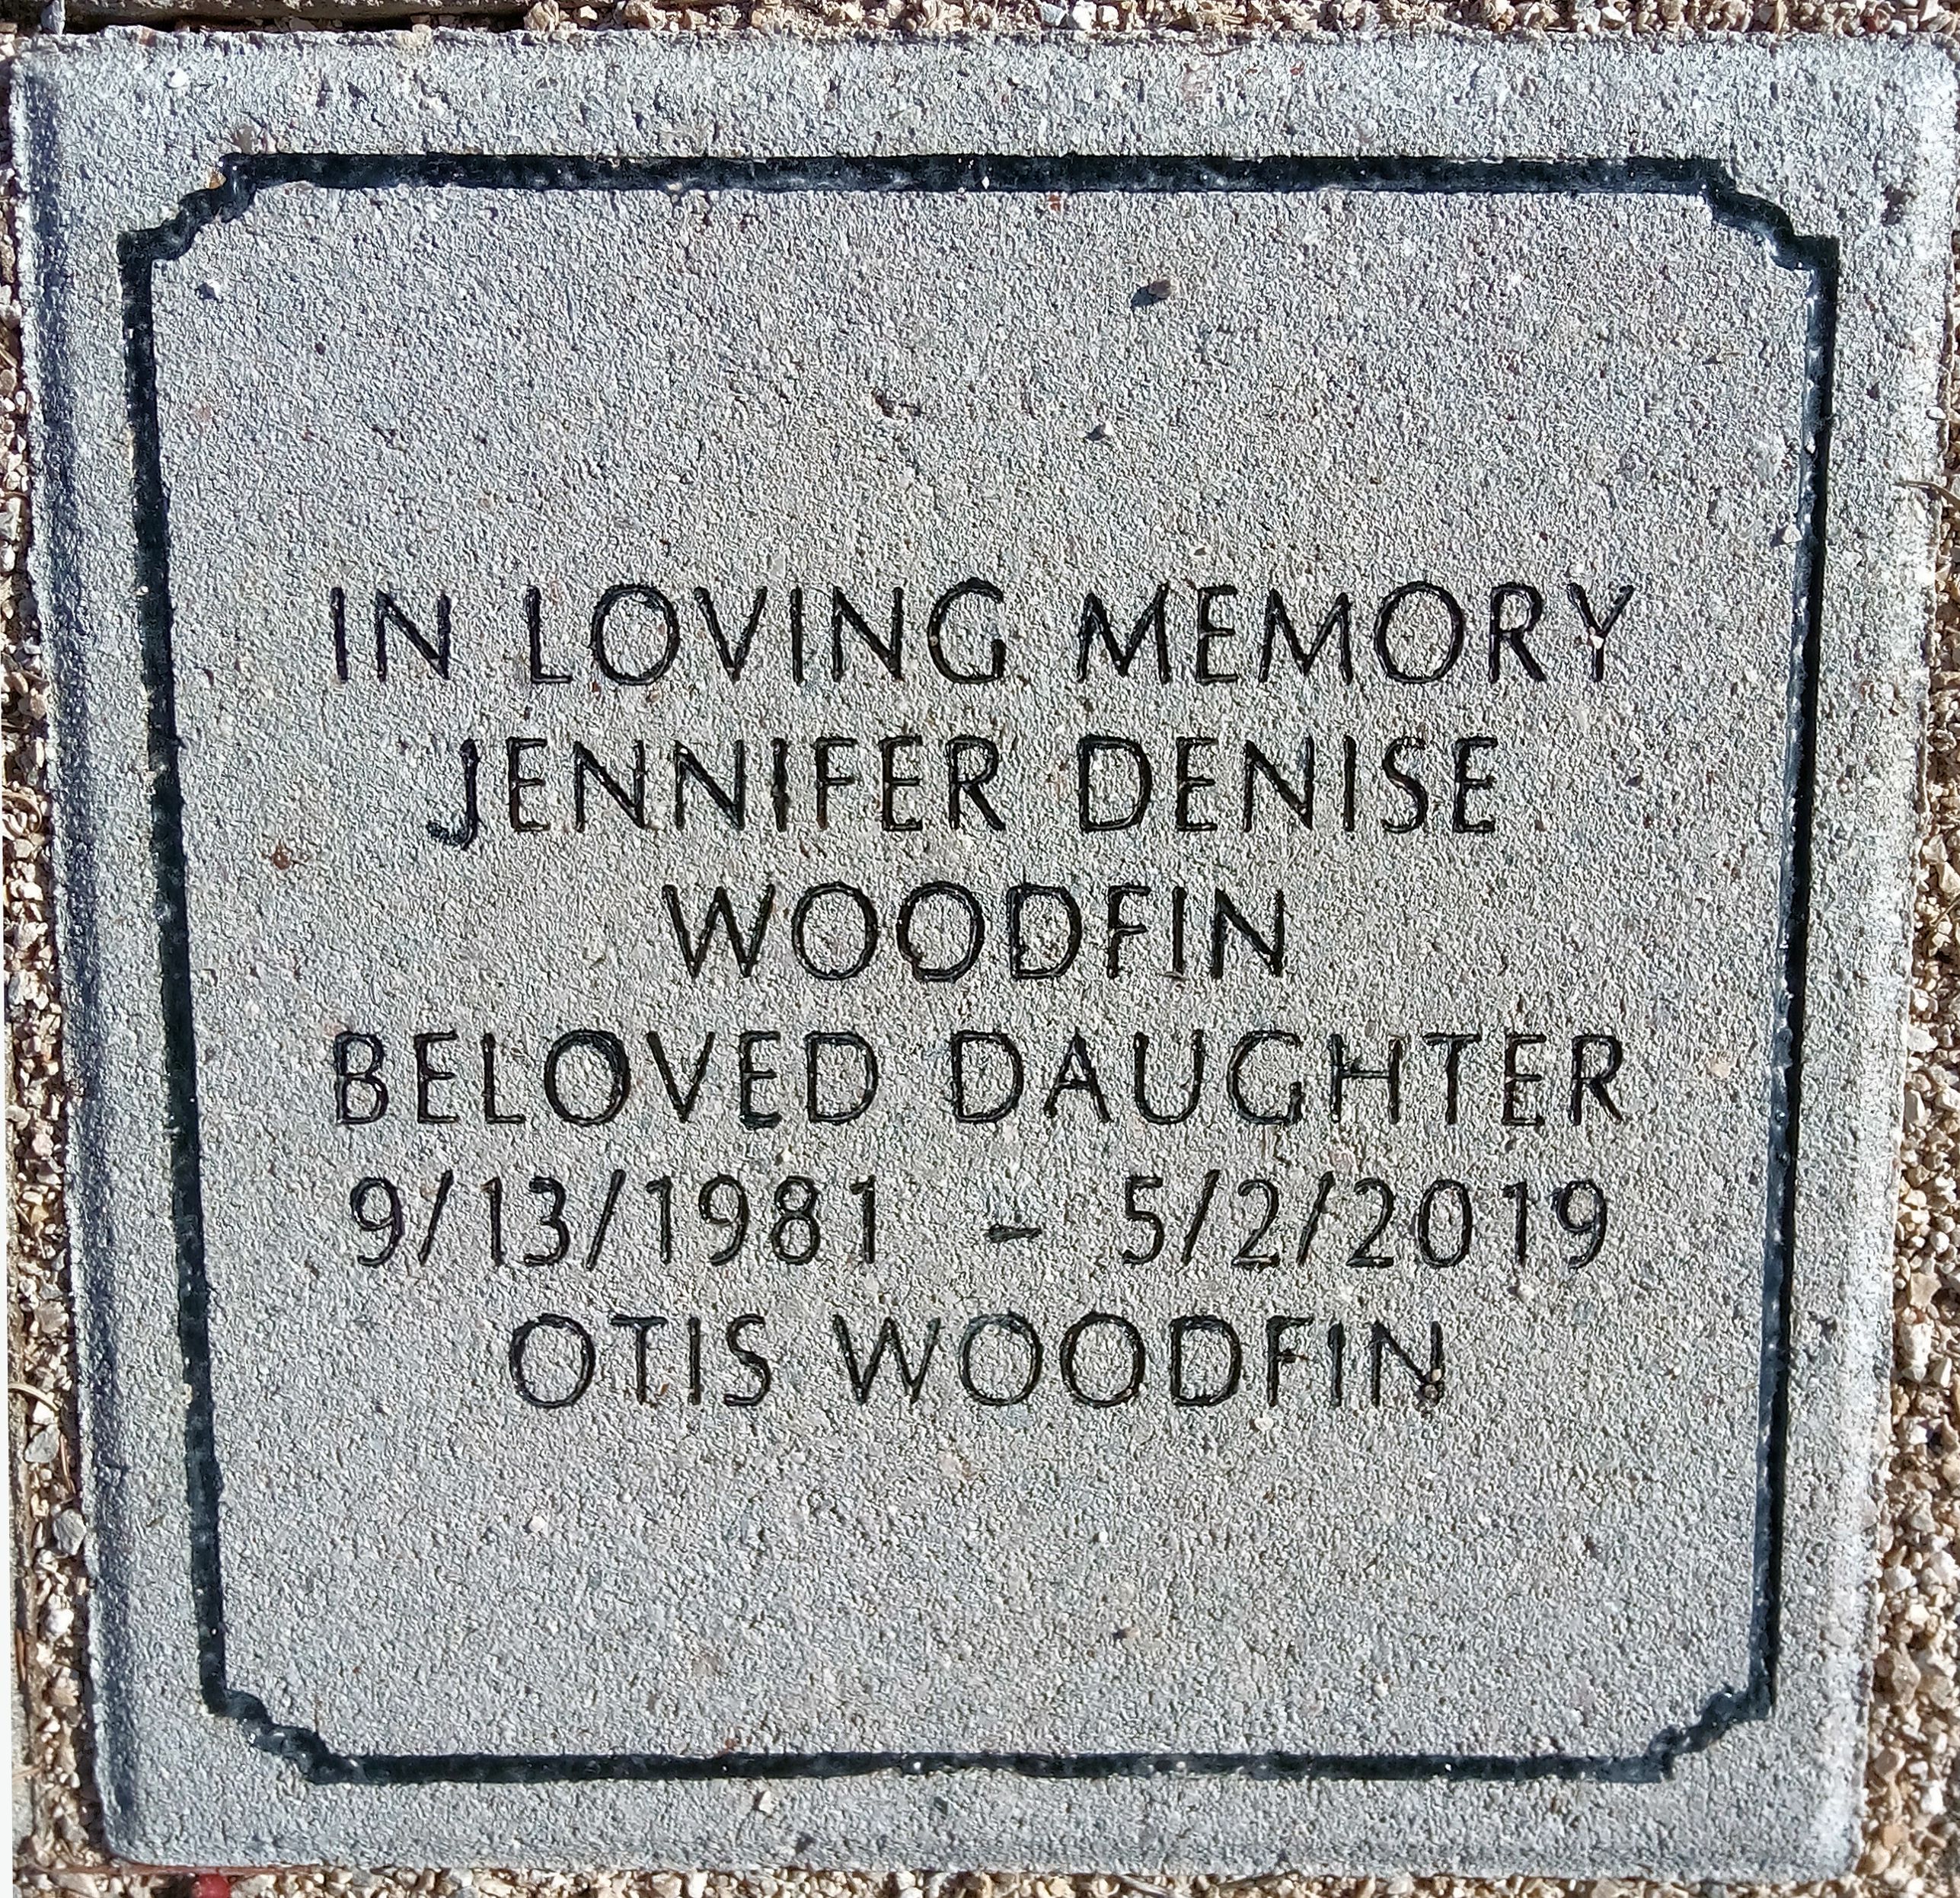 IN LOVING MEMORY
JENNIFER DENISE
WOODFIN
BELOVED DAUGHTER
9/13/1981 - 5/2/2019
OTIS WOODFIN